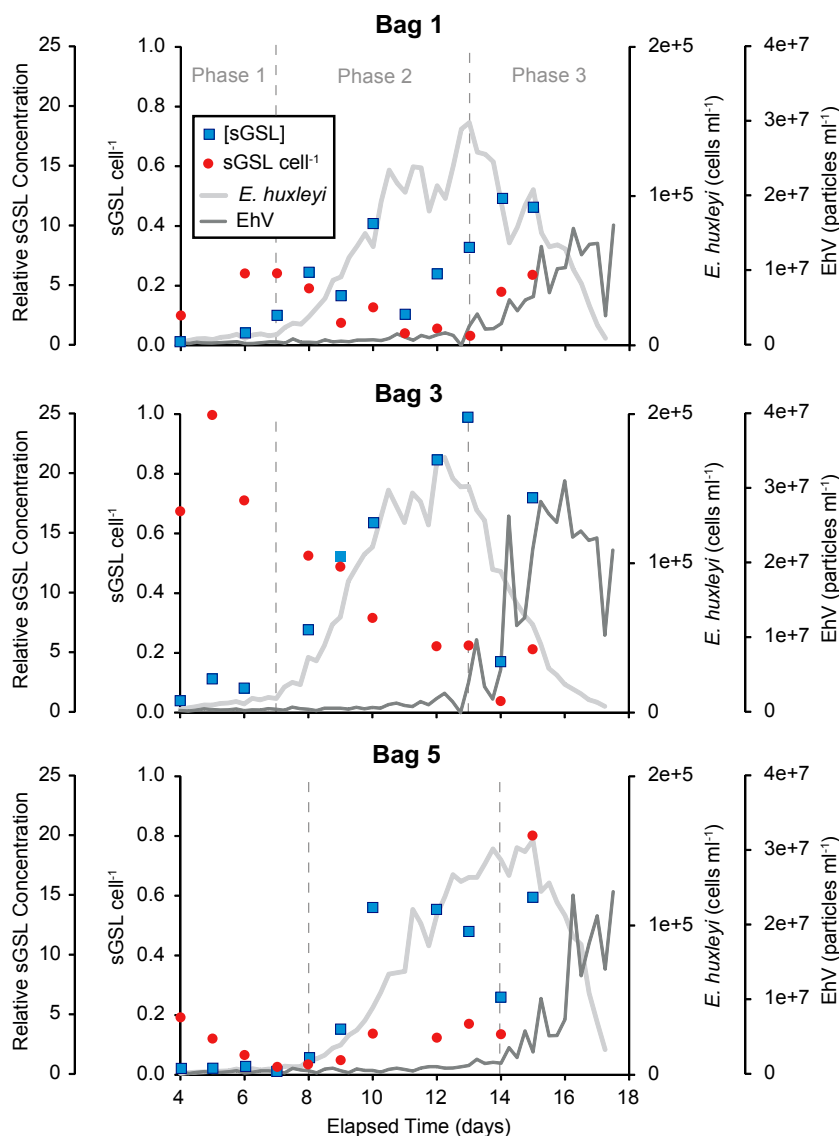 Bag 1
Phase 1
Phase 2
Phase 3
[sGSL]
sGSL cell-1
E. huxleyi
EhV
Relative sGSL Concentration
25
20
15
10
5
0
sGSL cell-1
1.0
0.8
0.6
0.4
0.2
0.0
2e+5
1e+5
0
E. huxleyi (cells ml-1)
4e+7
3e+7
2e+7
1e+7
0
EhV (particles ml-1)
Bag 3
Relative sGSL Concentration
25
20
15
10
5
0
sGSL cell-1
1.0
0.8
0.6
0.4
0.2
0.0
2e+5
1e+5
0
E. huxleyi (cells ml-1)
4e+7
3e+7
2e+7
1e+7
0
EhV (particles ml-1)
Bag 5
Relative sGSL Concentration
25
20
15
10
5
0
sGSL cell-1
1.0
0.8
0.6
0.4
0.2
0.0
2e+5
1e+5
0
E. huxleyi (cells ml-1)
4e+7
3e+7
2e+7
1e+7
0
EhV (particles ml-1)
4 6 8 10 12 14 16 18
Elapsed Time (days)